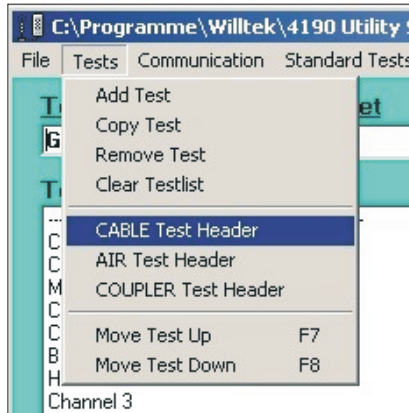 C:\Programme\Willtek\4190 Utility S
File Tests Communication Standard Tests
Add Test
et
Copy Test
G
Remove Test
Clear Testlist
CABLE Test Header
AIR Test Header
COUPLER Test Header
Move Test Up F7
Move Test Down F8
Channel 3